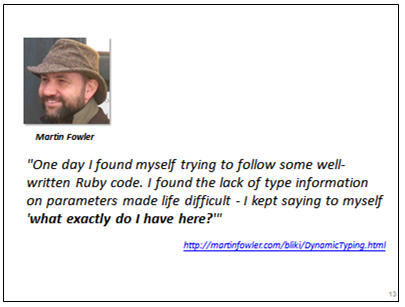 Martin Fowler
"One day I found myself trying to follow some well-
written Ruby code. I found the lack of type information
on parameters made life difficult - I kept saying to myself
'what exactly do I have here?'"
http://martinfowler.com/bliki/DynamicTyping.html
13